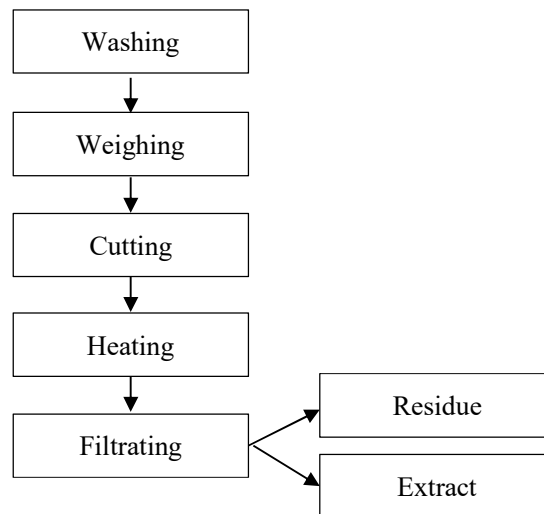 Washing
Weighing
Cutting
Heating
Filtrating
Residue
Extract